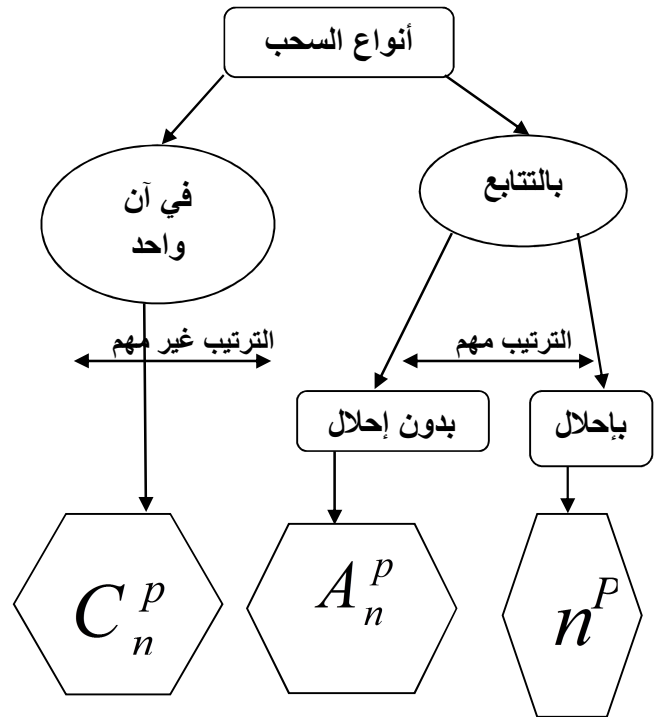 أنواع السحب
بالتتابع
في آن
واحد
الترتيب مهم
الترتيب غير مهم
بإحلال
بدون إحلال
n^P
A_n^p
C_n^p